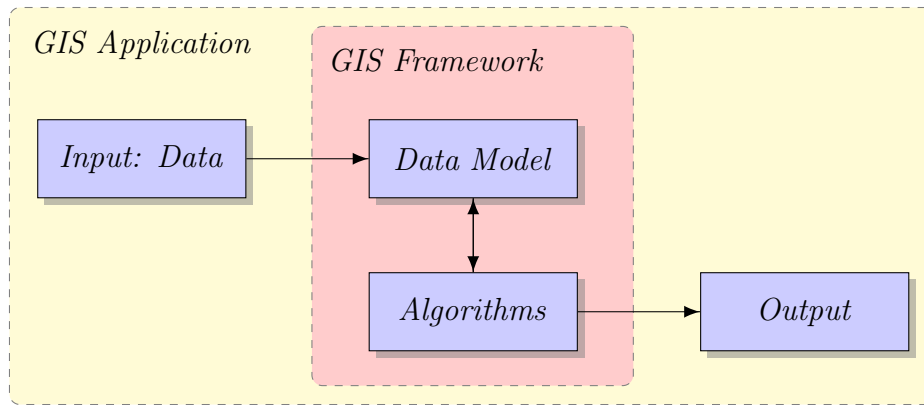 GIS Application
GIS Framework
Input: Data
Data Model
Algorithms
Output